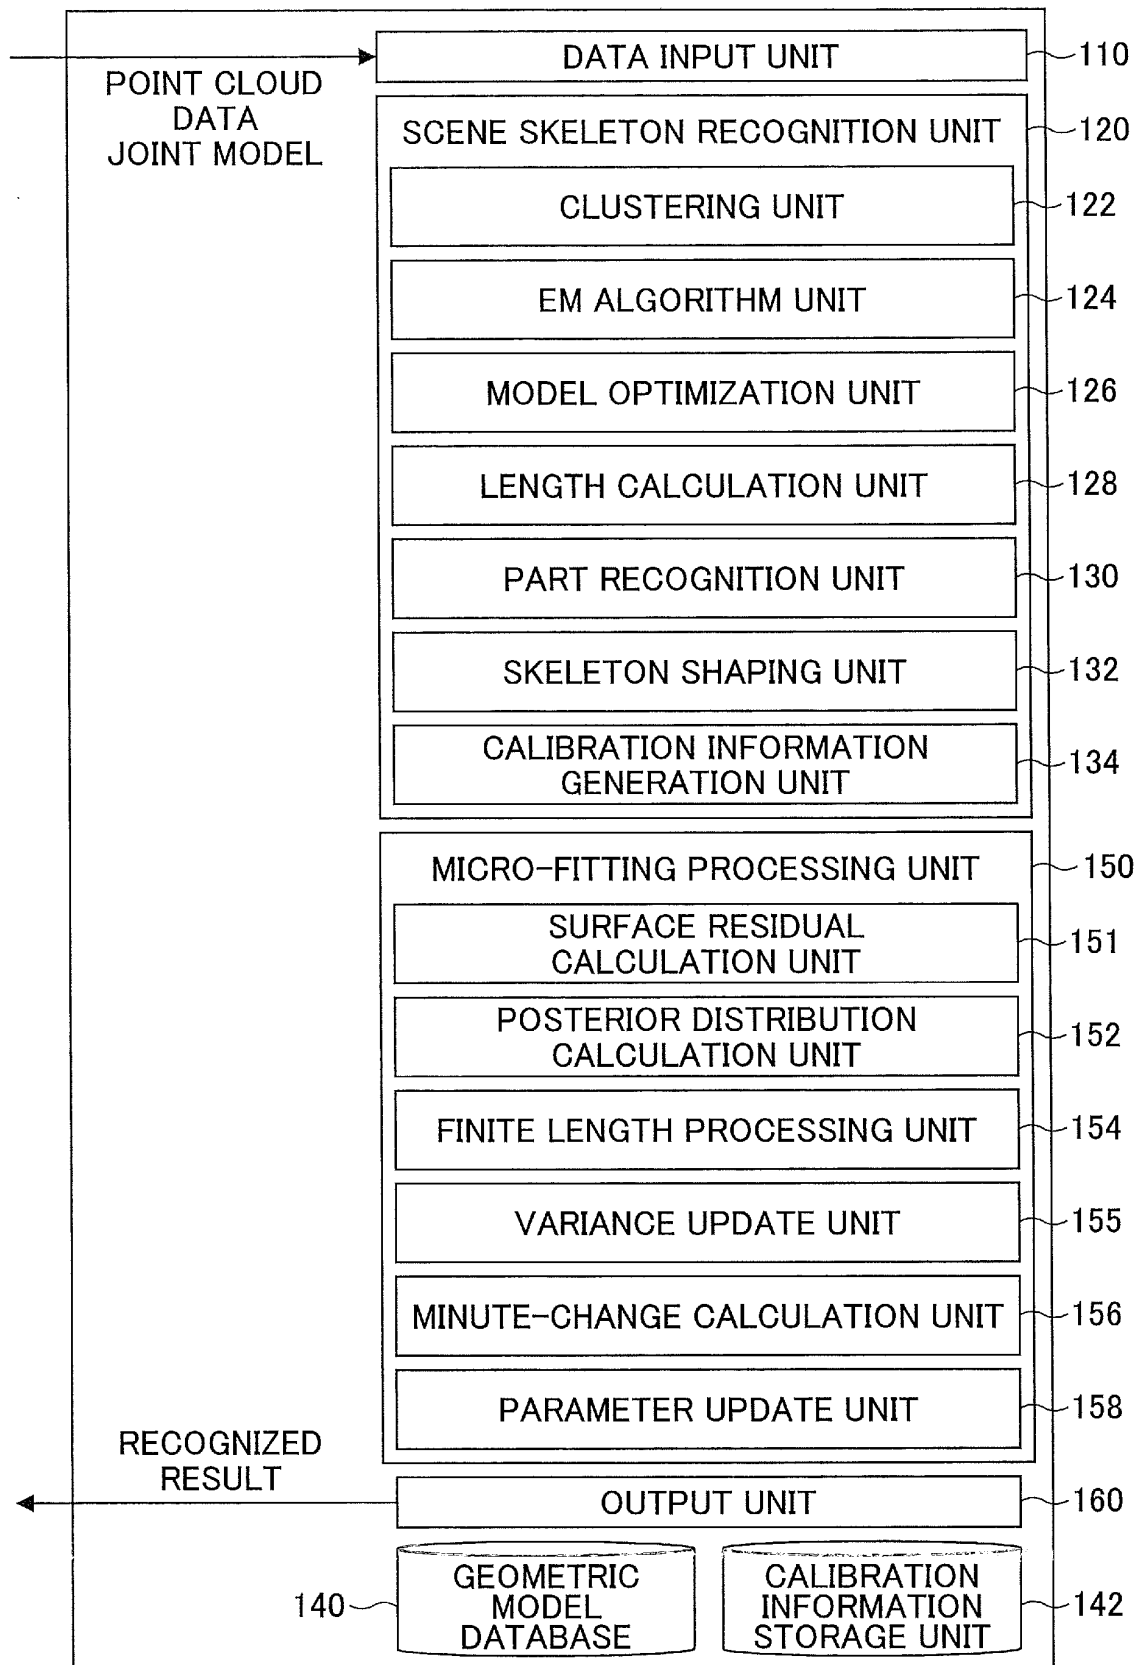 DATA INPUT UNIT
110
POINT CLOUD
DATA
JOINT MODEL
SCENE SKELETON RECOGNITION UNIT
120
CLUSTERING UNIT
122
EM ALGORITHM UNIT
124
MODEL OPTIMIZATION UNIT
126
LENGTH CALCULATION UNIT
128
PART RECOGNITION UNIT
130
SKELETON SHAPING UNIT
132
CALIBRATION INFORMATION
GENERATION UNIT
134
MICRO-FITTING PROCESSING UNIT
150
SURFACE RESIDUAL
CALCULATION UNIT
151
POSTERIOR DISTRIBUTION
CALCULATION UNIT
152
FINITE LENGTH PROCESSING UNIT
154
VARIANCE UPDATE UNIT
155
MINUTE-CHANGE CALCULATION UNIT
156
PARAMETER UPDATE UNIT
158
RECOGNIZED
RESULT
OUTPUT UNIT
160
140
GEOMETRIC
MODEL
DATABASE
CALIBRATION
INFORMATION
STORAGE UNIT
142